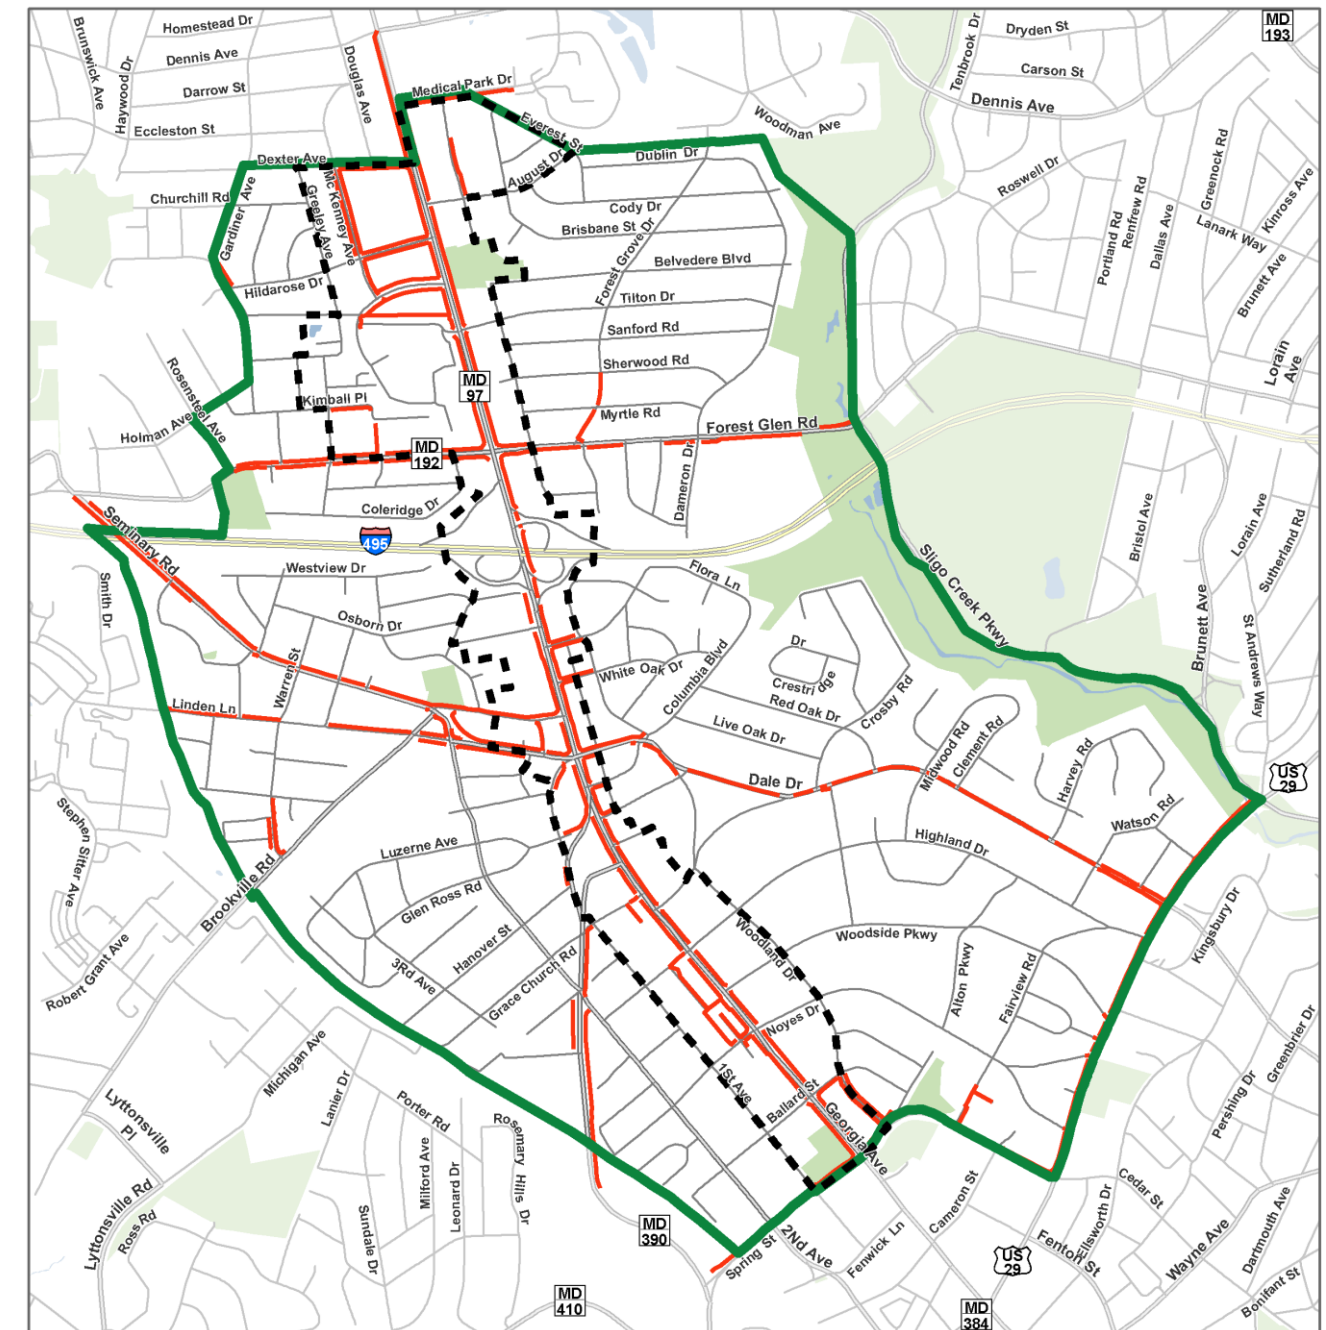 Homestead Dr
Dryden St
MD
193
Brunswick Ave
Haywood Dr
Dennis Ave
Douglas Ave
Tenbrook Dr
Carson St
Darrow St
Medical Park Dr
Dennis Ave
Eccleston St
Everest St
Woodman Ave
Dexter Ave
Dublin Dr
August Dr
Roswell Dr
Greenock Rd
Kinross Ave
Churchill Rd
Gardiner Ave
Greeley Ave
Mc Kenney Ave
Cody Dr
Brisbane St
Forest Grove Dr
Portland Rd
Renfrew Rd
Dallas Ave
Lanark Way
Belvedere Blvd
Brunett Ave
Hildarose Dr
Tilton Dr
Sanford Rd
Sherwood Rd
Lorain
Ave
Rosensteel Ave
MD
97
Kimball Pl
Myrtle Rd
Holman Ave
Forest Glen Rd
MD
192
Dameron Dr
Coleridge Dr
Seminary Rd
495
Bristol Ave
Lorain Ave
Sutherland Rd
Westview Dr
Flora Ln
Sligo Creek Pkwy
Smith Dr
Osborn Dr
Brunett Ave
St Andrews Way
Dr
Crestri dge
White Oak Dr
Columbia Blvd
Warren St
Red Oak Dr
Crosby Rd
Linden Ln
Live Oak Dr
Midwood Rd
Clement Rd
Harvey Rd
Dale Dr
US
29
Stephen Sitter Ave
Watson Rd
Luzerne Ave
Highland Dr
Brookville Rd
Glen Ross Rd
Kingsbury Dr
Hanover St
Woodland Dr
Woodside Pkwy
Robert Grant Ave
3Rd Ave
Grace Church Rd
Alton Pkwy
Fairview Rd
Noyes Dr
Greenbrier Dr
Michigan Ave
1St Ave
Lanier Dr
Ballard St
Georgia Ave
Pershing Dr
Lyttonsville
Pl
Porter Rd
Rosemary Hills Dr
Milford Ave
Leonard Dr
Cameron St
Cedar St
Lyttonsville Rd
Ross Rd
Sundale Dr
MD
390
Spring St
2Nd Ave
Fenwick Ln
US
29
Fenton St
Ellsworth Dr
Wayne Ave
Dartmouth Ave
Bonifant St
MD
410
MD
384